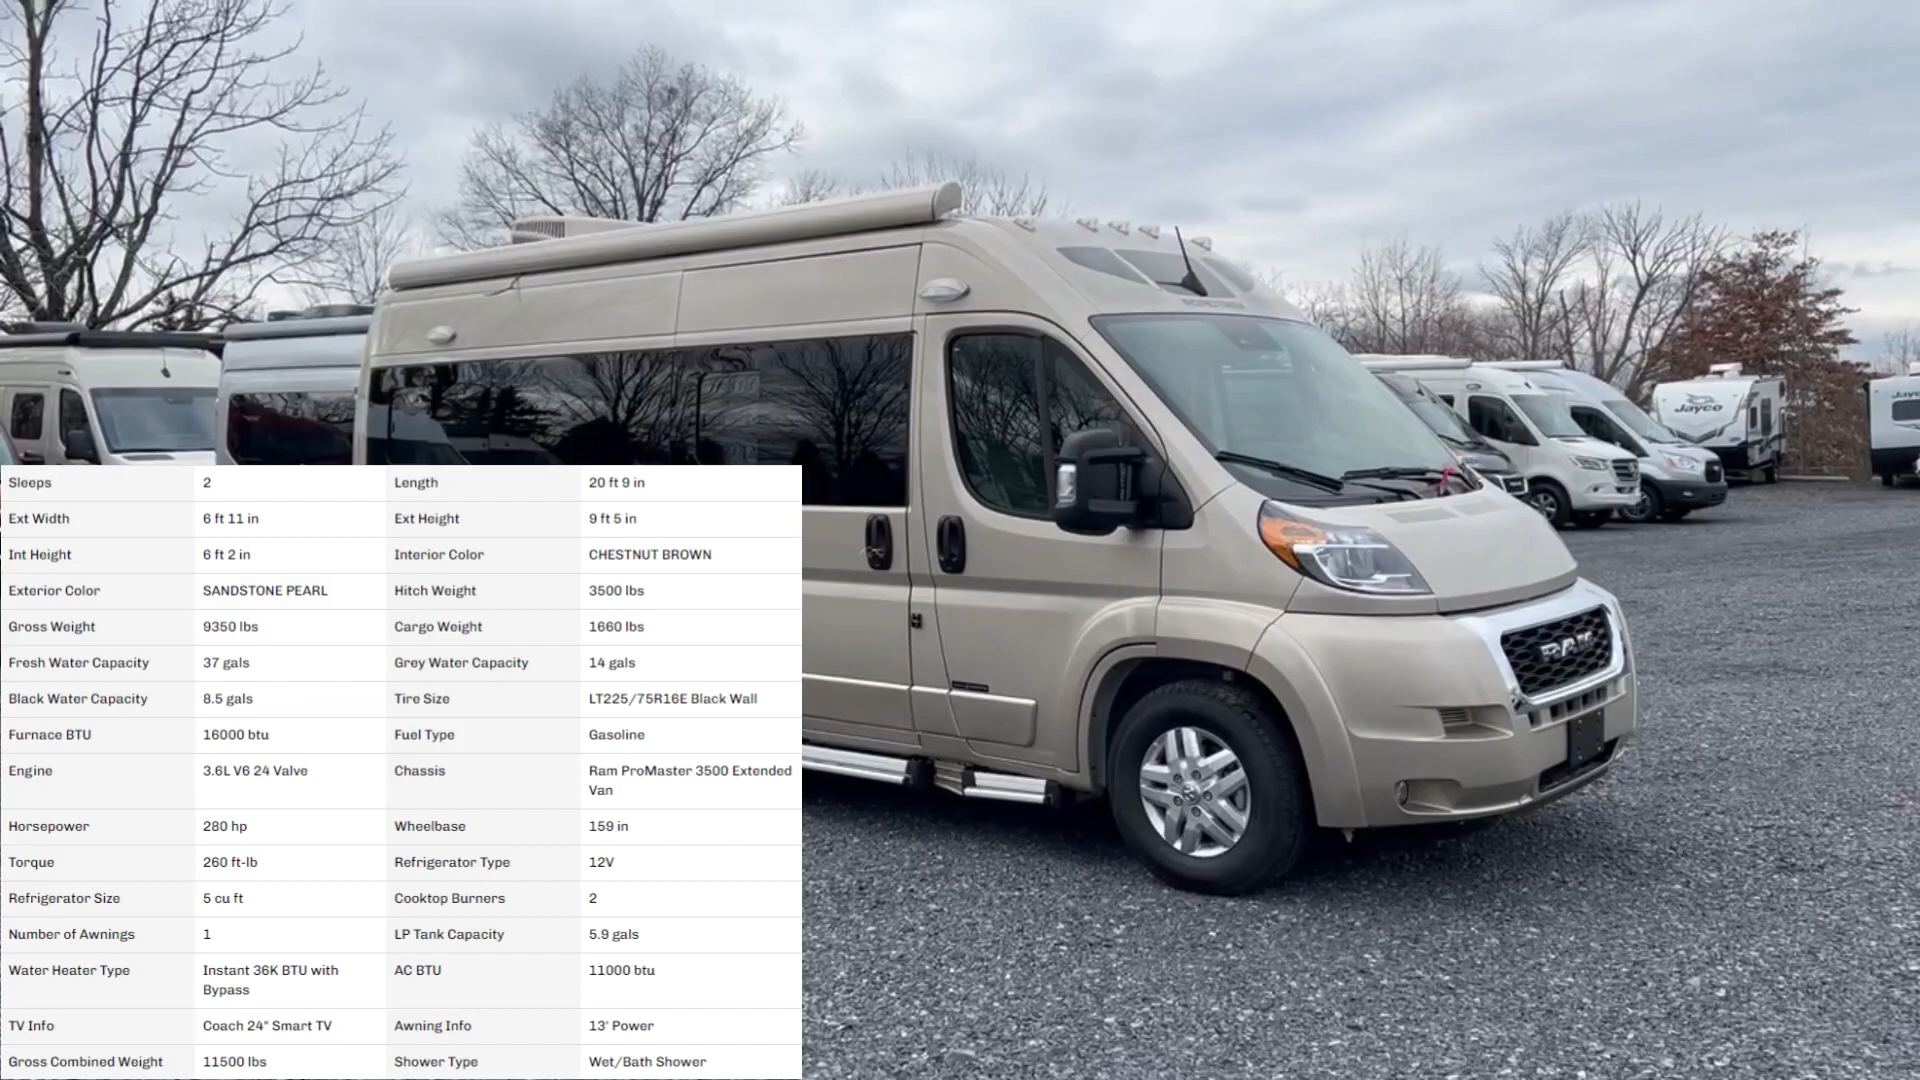 Jayco
Jayco
RAM
Sleeps 2 Length 20 ft 9 in
Ext Width 6 ft 11 in Ext Height 9 ft 5 in
Int Height 6 ft 2 in Interior Color CHESTNUT BROWN
Exterior Color SANDSTONE PEARL Hitch Weight 3500 lbs
Gross Weight 9350 lbs Cargo Weight 1660 lbs
Fresh Water Capacity 37 gals Grey Water Capacity 14 gals
Black Water Capacity 8.5 gals Tire Size LT225/75R16E Black Wall
Furnace BTU 16000 btu Fuel Type Gasoline
Engine 3.6L V6 24 Valve Chassis Ram ProMaster 3500 Extended
Van
Horsepower 280 hp Wheelbase 159 in
Torque 260 ft-lb Refrigerator Type 12V
Refrigerator Size 5 cu ft Cooktop Burners 2
Number of Awnings 1 LP Tank Capacity 5.9 gals
Water Heater Type Instant 36K BTU with AC BTU 11000 btu
Bypass
TV Info Coach 24" Smart TV Awning Info 13' Power
Gross Combined Weight 11500 lbs Shower Type Wet/Bath Shower